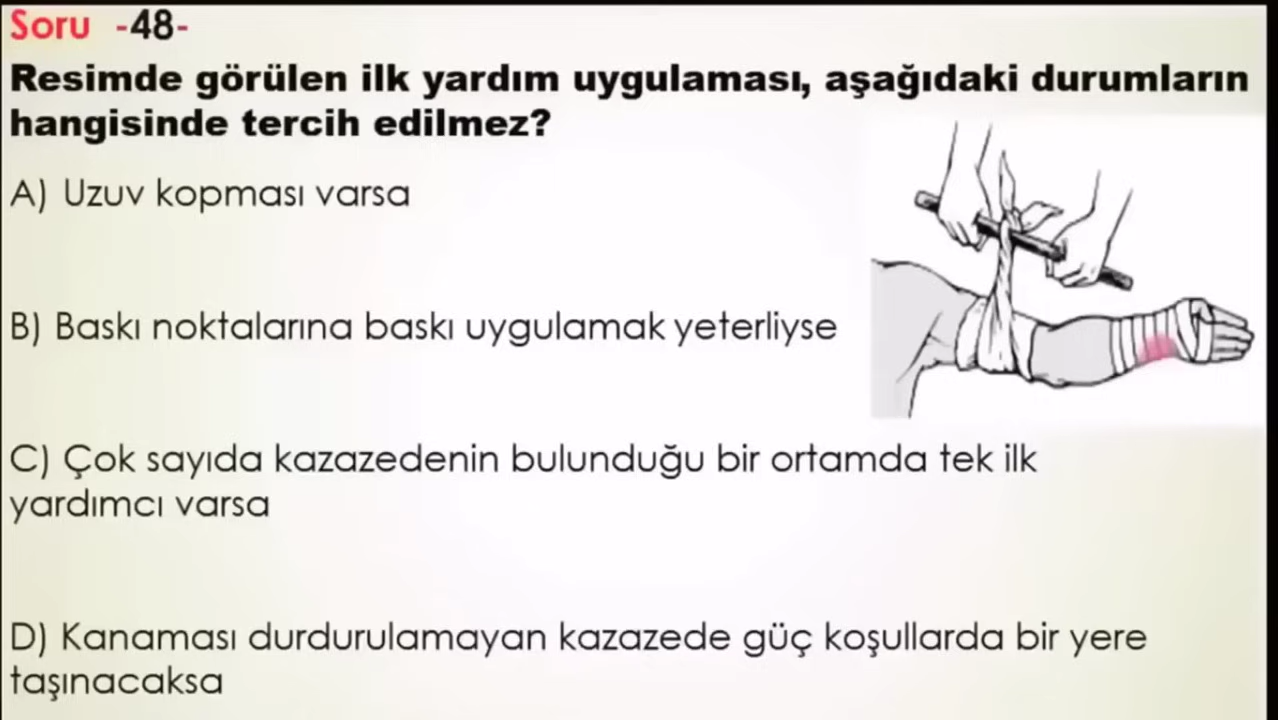 Soru -48-
Resimde görülen ilk yardım uygulaması, aşağıdaki durumların
hangisinde tercih edilmez?
A) Uzuv kopması varsa
B) Baskı noktalarına baskı uygulamak yeterliyse
C) Çok sayıda kazazedenin bulunduğu bir ortamda tek ilk
yardımcı varsa
D) Kanaması durdurulamayan kazazede güç koşullarda bir yere
taşınacaksa